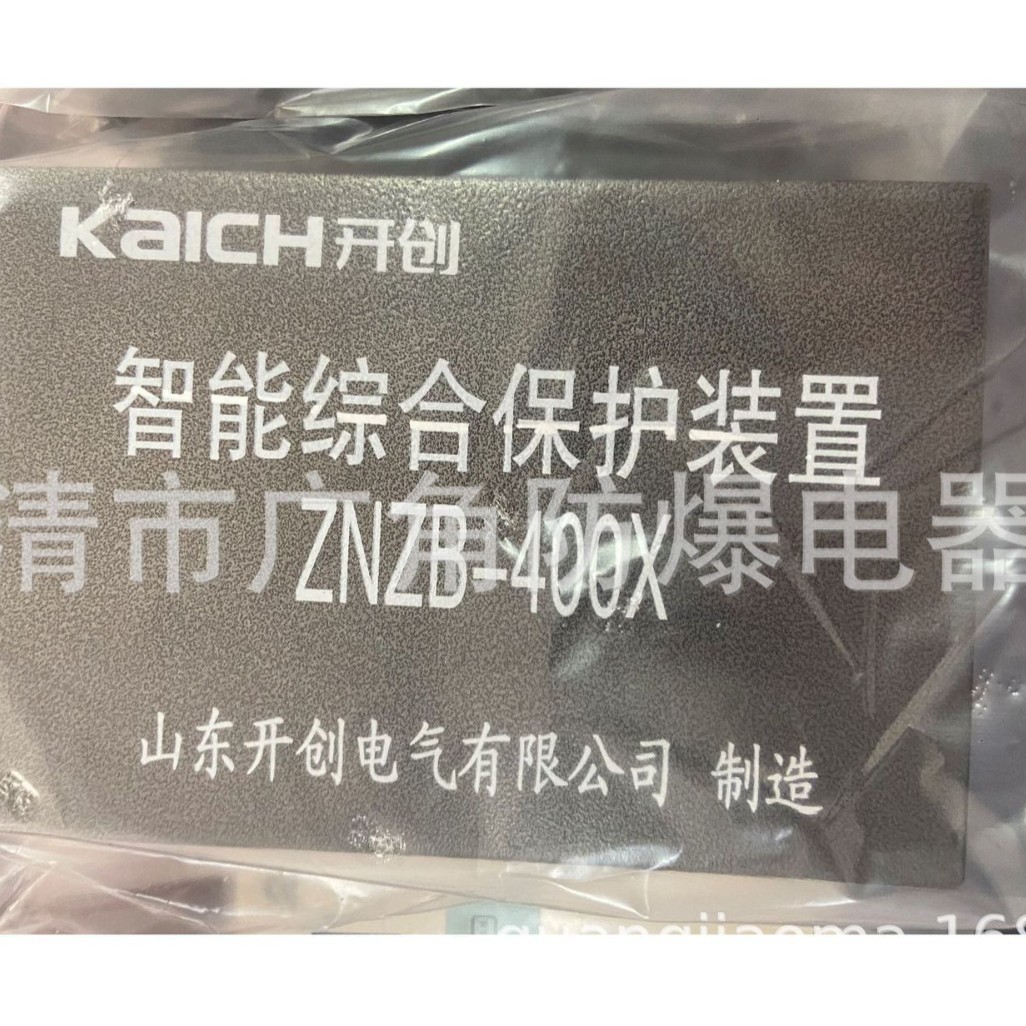 KaICH开创
智能综合保护装置
清市广角防爆电器
ZNZB-400X
山东开创电气有限公司 制造